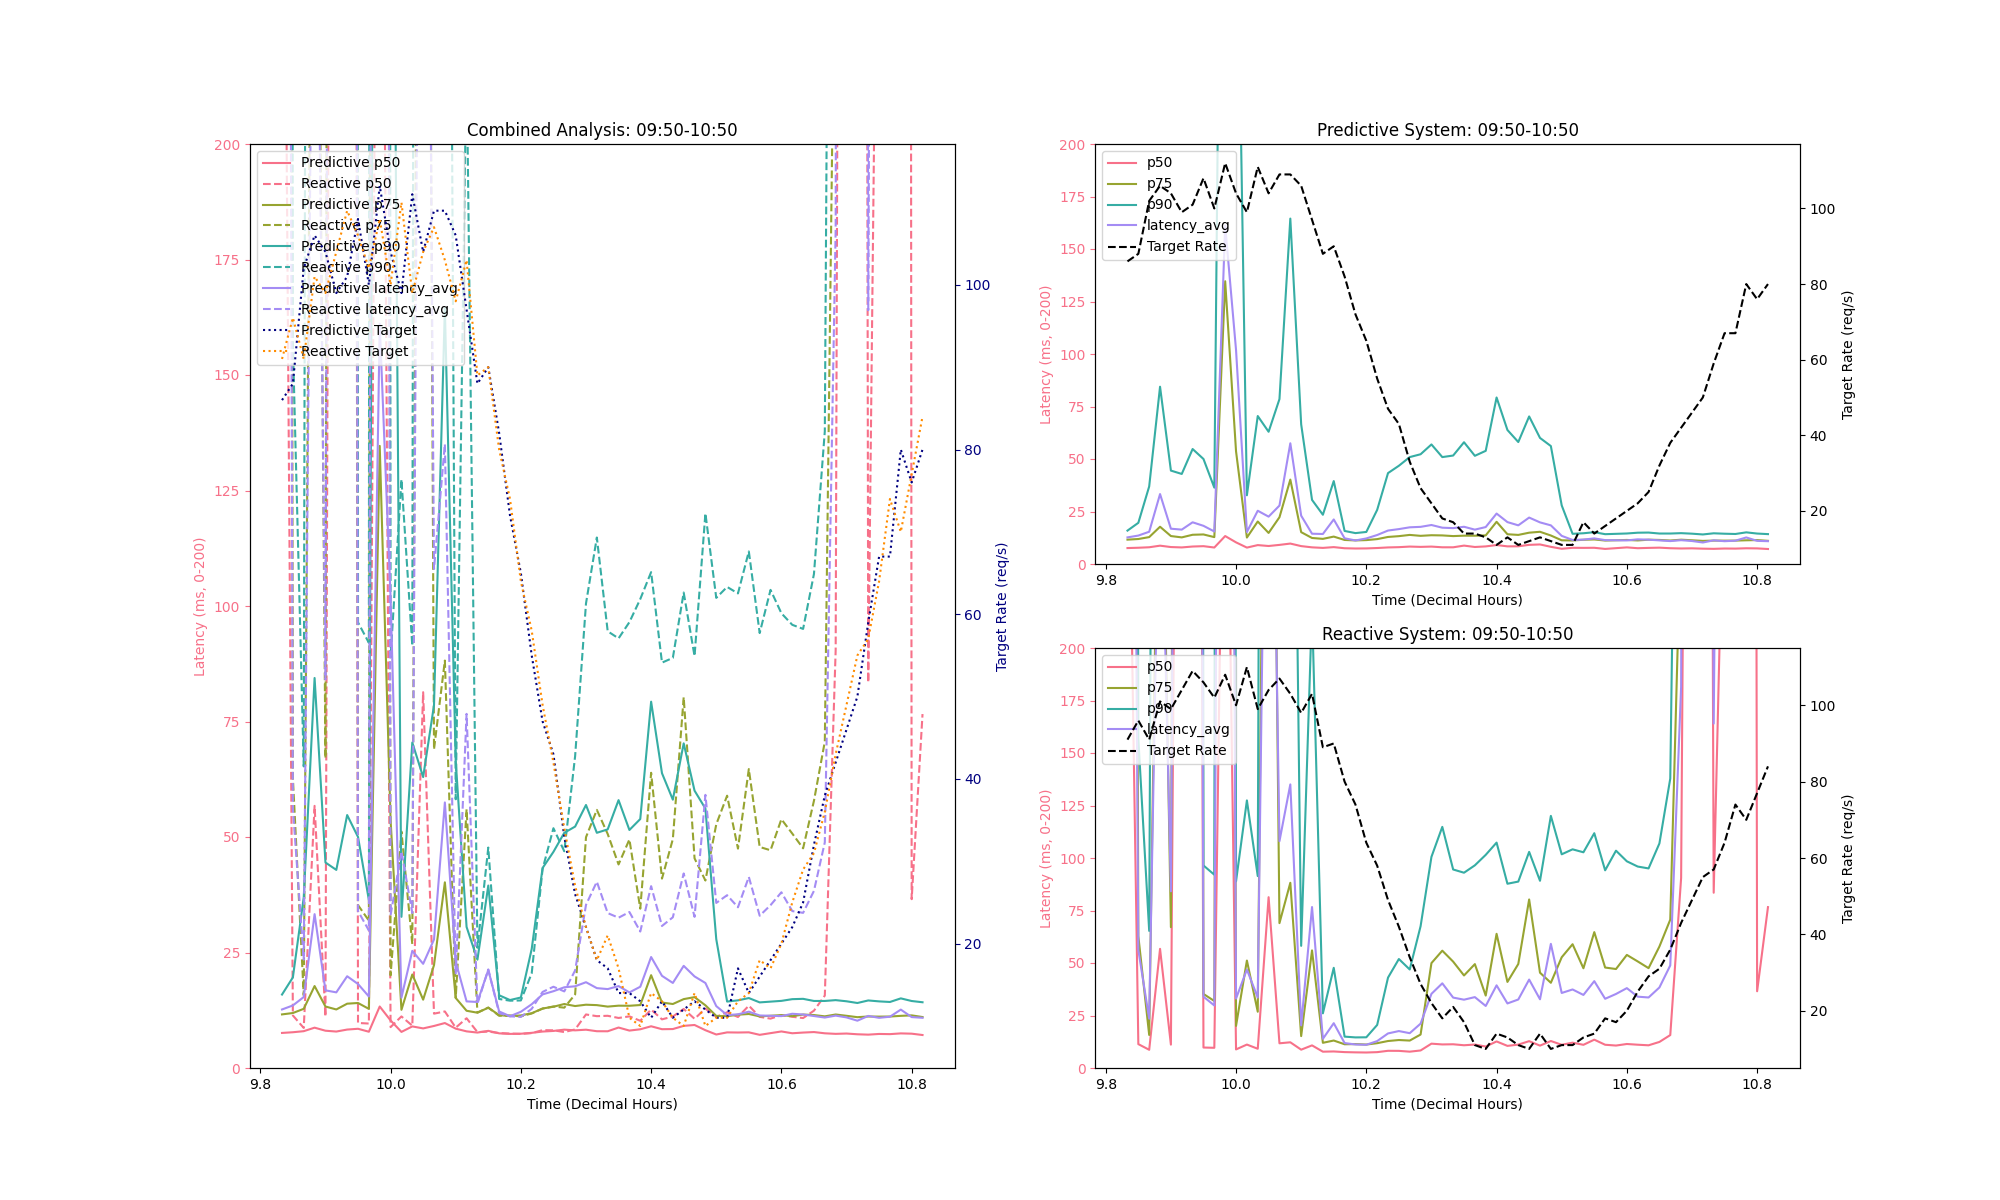 Combined Analysis: 09:50-10:50
200
175
150
125
100
75
50
25
0
Latency (ms, 0-200)
Predictive p50
Reactive p50
Predictive p75
Reactive p75
Predictive p90
Reactive p90
Predictive latency_avg
Reactive latency_avg
Predictive Target
Reactive Target
100
80
60
40
20
Target Rate (req/s)
9.8 10.0 10.2 10.4 10.6 10.8
Time (Decimal Hours)
Predictive System: 09:50-10:50
200
175
150
125
100
75
50
25
0
Latency (ms, 0-200)
p50
p75
p90
latency_avg
Target Rate
100
80
60
40
20
Target Rate (req/s)
9.8 10.0 10.2 10.4 10.6 10.8
Time (Decimal Hours)
Reactive System: 09:50-10:50
200
175
150
125
100
75
50
25
0
Latency (ms, 0-200)
p50
p75
p90
latency_avg
Target Rate
100
80
60
40
20
Target Rate (req/s)
9.8 10.0 10.2 10.4 10.6 10.8
Time (Decimal Hours)